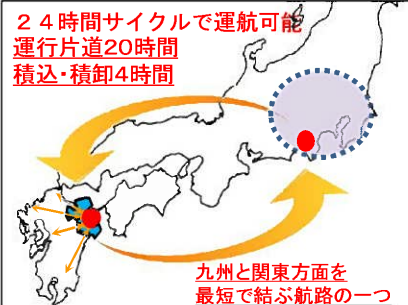 ２４時間サイクルで運航可能
運行片道20時間
積込・積卸4時間
九州と関東方面を
最短で結ぶ航路の一つ